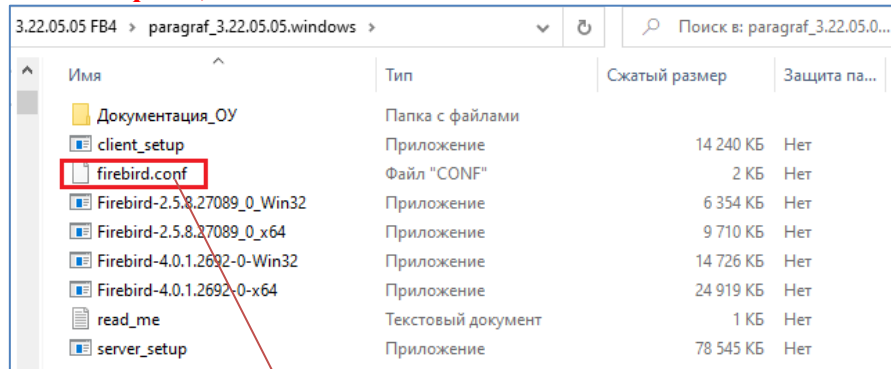 3.22.05.05 FB4 > paragraf_3.22.05.05.windows > Поиск в: paragraf_3.22.05.0...
Имя Тип Сжатый размер Защита па...
Документация_ОУ Папка с файлами
client_setup Приложение 14 240 КБ Нет
firebird.conf Файл "CONF" 2 КБ Нет
Firebird-2.5.8.27089_0_Win32 Приложение 6 354 КБ Нет
Firebird-2.5.8.27089_0_x64 Приложение 9 710 КБ Нет
Firebird-4.0.1.2692-0-Win32 Приложение 14 726 КБ Нет
Firebird-4.0.1.2692-0-x64 Приложение 24 919 КБ Нет
read_me Текстовый документ 1 КБ Нет
server_setup Приложение 78 545 КБ Нет